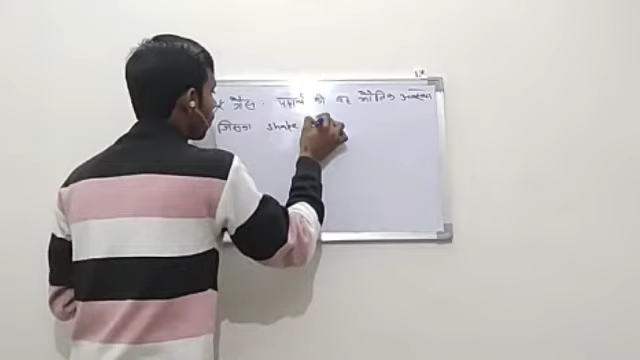 गैस : पदार्थ की वह भौतिक अवस्था
जिसका shape